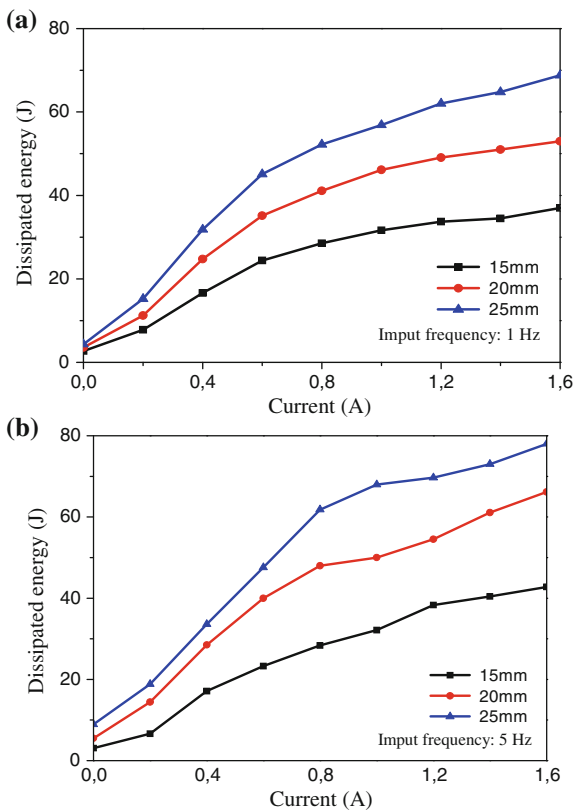 (a)
80
60
40
20
0
Dissipated energy (J)
15mm
20mm
25mm
Imput frequency: 1 Hz
0,0 0,4 0,8 1,2 1,6
Current (A)
(b)
80
60
40
20
0
Dissipated energy (J)
15mm
20mm
25mm
Imput frequency: 5 Hz
0,0 0,4 0,8 1,2 1,6
Current (A)